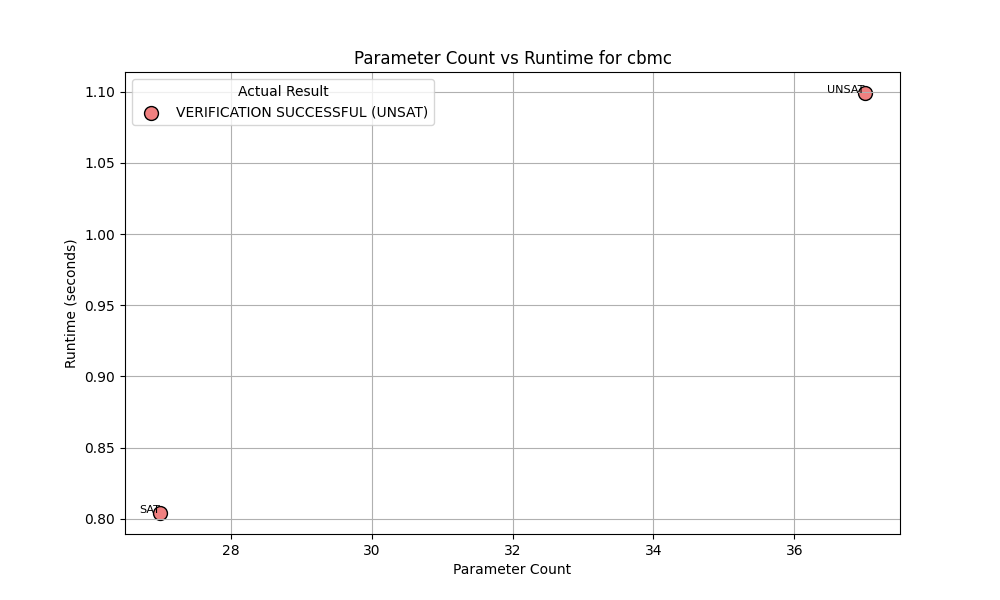 Parameter Count vs Runtime for cbmc
Actual Result
VERIFICATION SUCCESSFUL (UNSAT)
UNSAT
SAT
1.10
1.05
1.00
0.95
0.90
0.85
0.80
Runtime (seconds)
28
30
32
34
36
Parameter Count